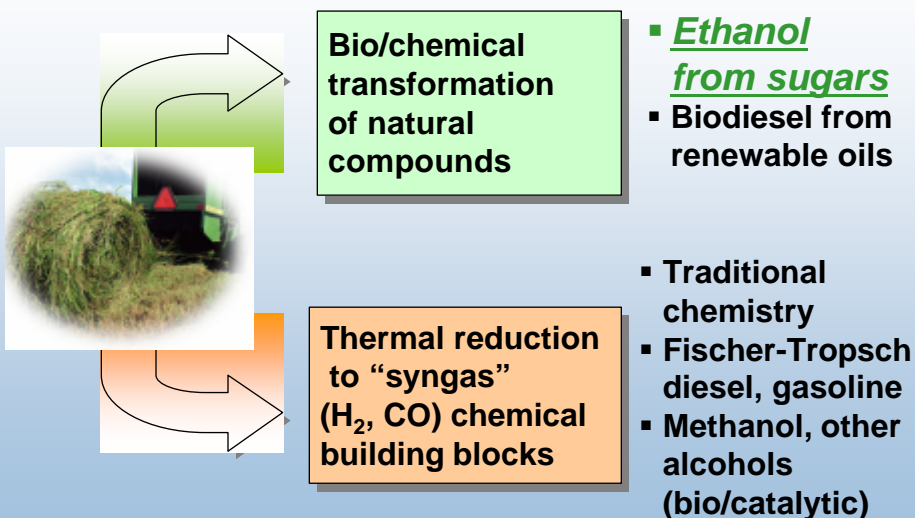 Bio/chemical
transformation
of natural
compounds
▪ Ethanol
from sugars
▪ Biodiesel from
renewable oils
Thermal reduction
to “syngas”
(H₂, CO) chemical
building blocks
▪ Traditional
chemistry
▪ Fischer-Tropsch
diesel, gasoline
▪ Methanol, other
alcohols
(bio/catalytic)